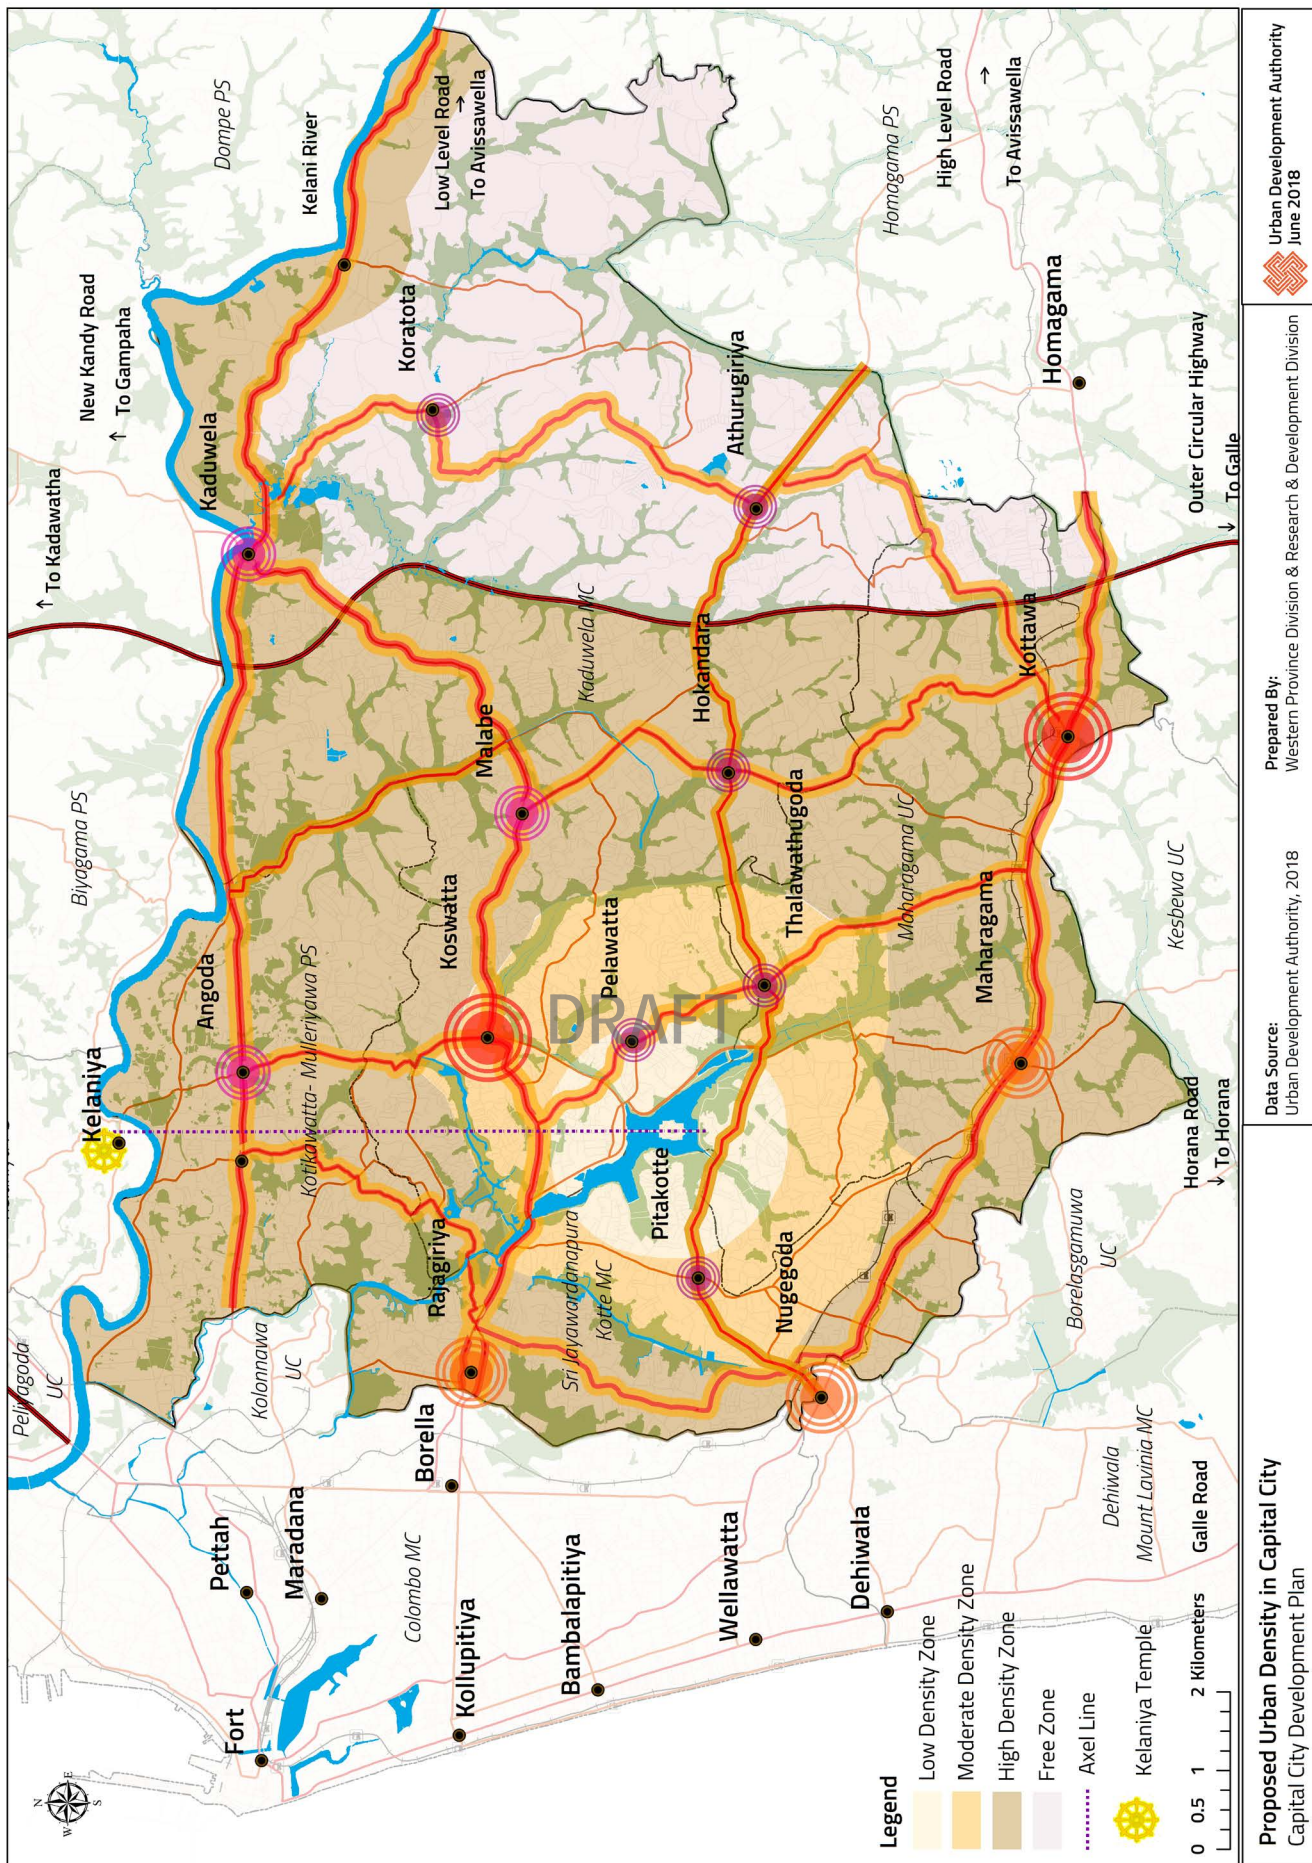 Peliyagoda
UC
To Kadawatha
New Kandy Road
To Gampaha
Biyagama PS
Kelaniya
Dompe PS
Kelani River
Kaduwela
Angoda
Pettah
Fort
Maradana
Kolonnawa
UC
Kotikawatta- Mulleriyawa PS
Koratota
Low Level Road
To Avissawella
Colombo MC
Borella
Rajagiriya
Koswatta
Malabe
Kollupitiya
Sri Jayawardanapura
Kotte MC
Kaduwela MC
DRAFT
Pelawatta
Bambalapitiya
Pitakotte
Hokandara
Athurugiriya
Wellawatta
Nugegoda
Thalawathugoda
Dehiwala
Maharagama UC
Homagama PS
High Level Road
To Avissawella
Maharagama
Kottawa
Homagama
Borelasgamuwa
UC
Dehiwala
Mount Lavinia MC
Kesbewa UC
Galle Road
Horana Road
To Horana
Outer Circular Highway
To Galle
N
E
S
W
Legend
Low Density Zone
Moderate Density Zone
High Density Zone
Free Zone
Axel Line
Kelaniya Temple
0 0.5 1 2 Kilometers
Proposed Urban Density in Capital City
Capital City Development Plan
Data Source:
Urban Development Authority, 2018
Prepared By:
Western Province Division & Research & Development Division
Urban Development Authority
June 2018